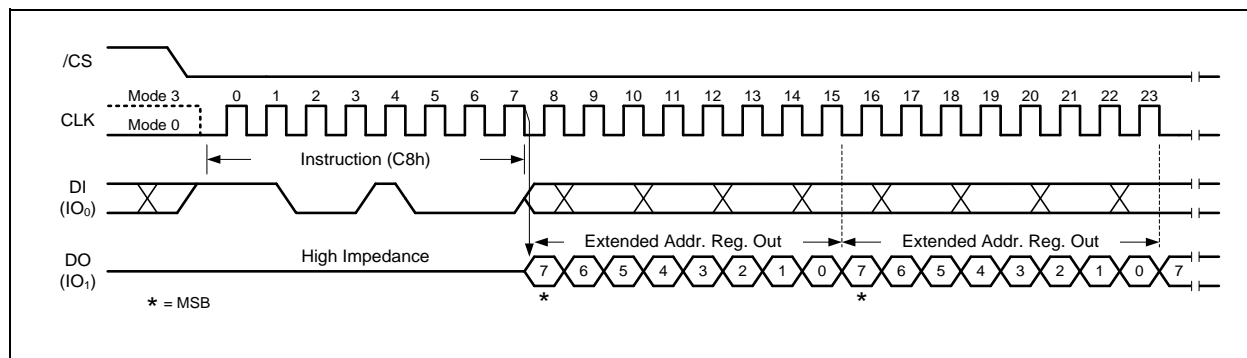 /CS
Mode 3
0 1 2 3 4 5 6 7 8 9 10 11 12 13 14 15 16 17 18 19 20 21 22 23
CLK
Mode 0
Instruction (C8h)
DI
(IO₀)
High Impedance
Extended Addr. Reg. Out Extended Addr. Reg. Out
DO
(IO₁)
7 6 5 4 3 2 1 0 7 6 5 4 3 2 1 0 7
* = MSB
* *